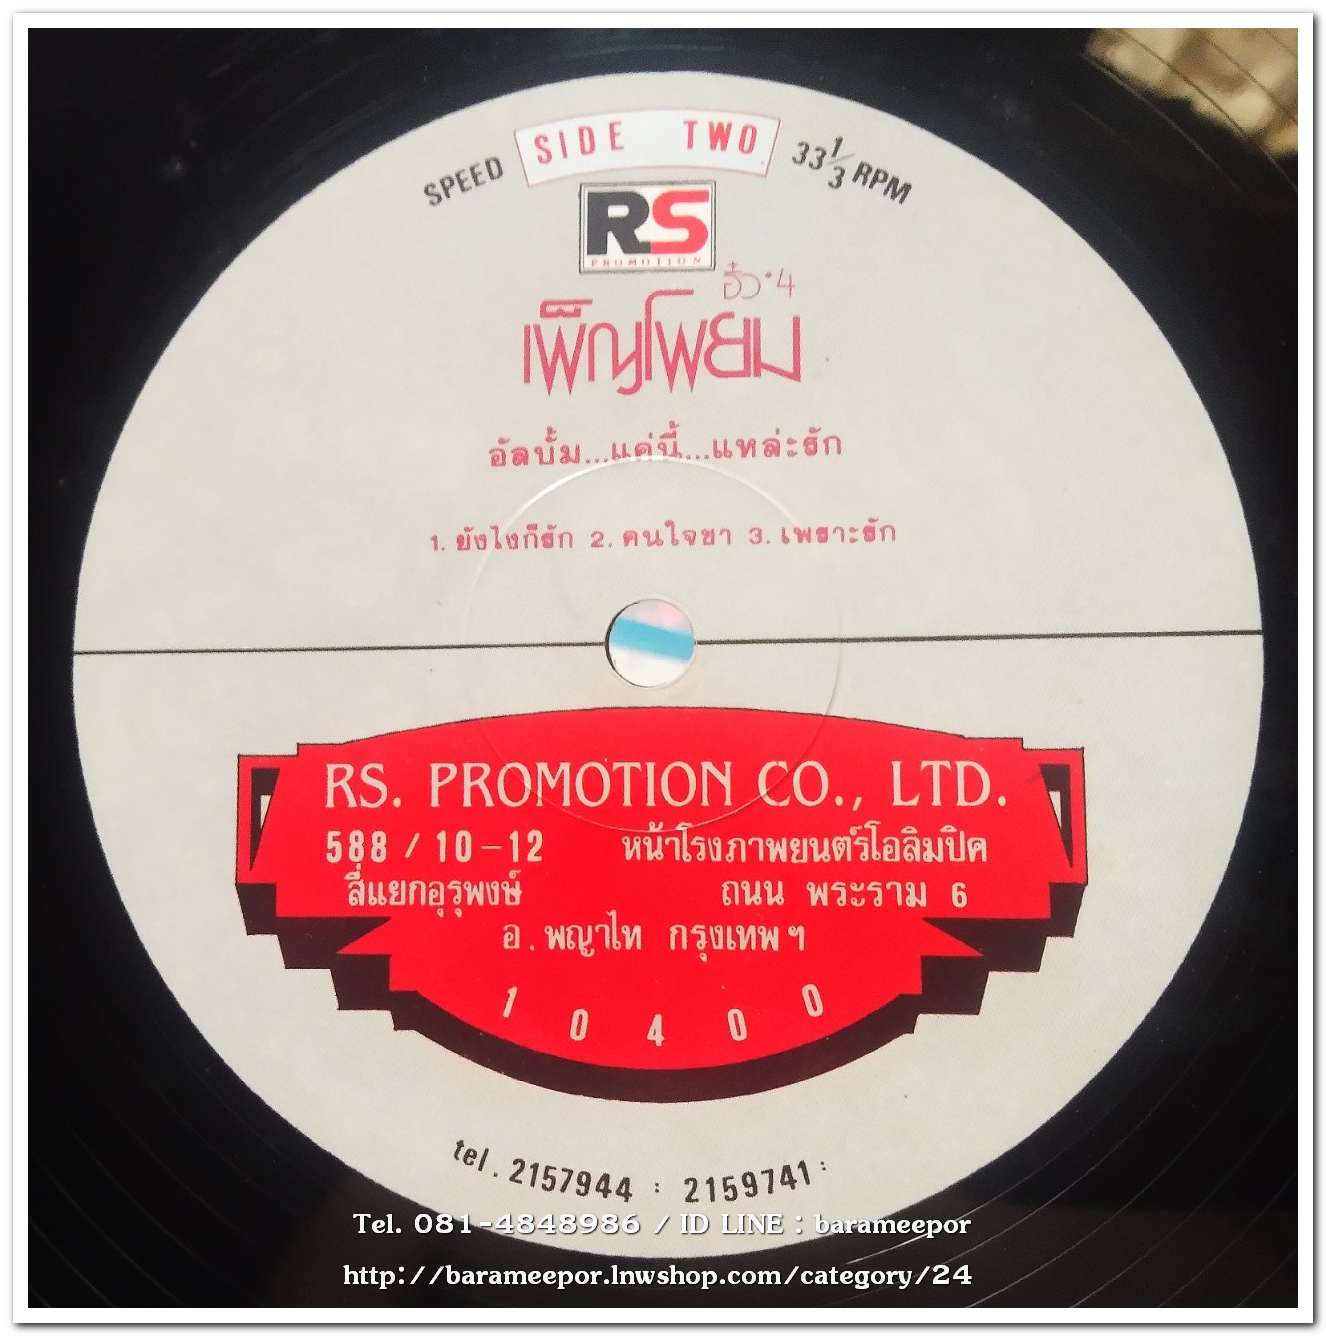 SPEED SIDE TWO 33 1/3 RPM
RS
PROMOTION
อิ๋ว.4
เพ็ญโพยม
อัลบั้ม...แค่นี้...แหล่ะรัก
1. ยังไงก็รัก 2. คนใจชา 3. เพราะรัก
RS. PROMOTION CO., LTD.
588 / 10 - 12 หน้าโรงภาพยนตร์โอลิมปิค
สี่แยกอุรุพงษ์ ถนน พระราม 6
อ. พญาไท กรุงเทพฯ
10400
tel. 2157944 : 2159741 :
Tel. 081-4848986 / ID LINE : barameepor
http://barameepor.lnwshop.com/category/24